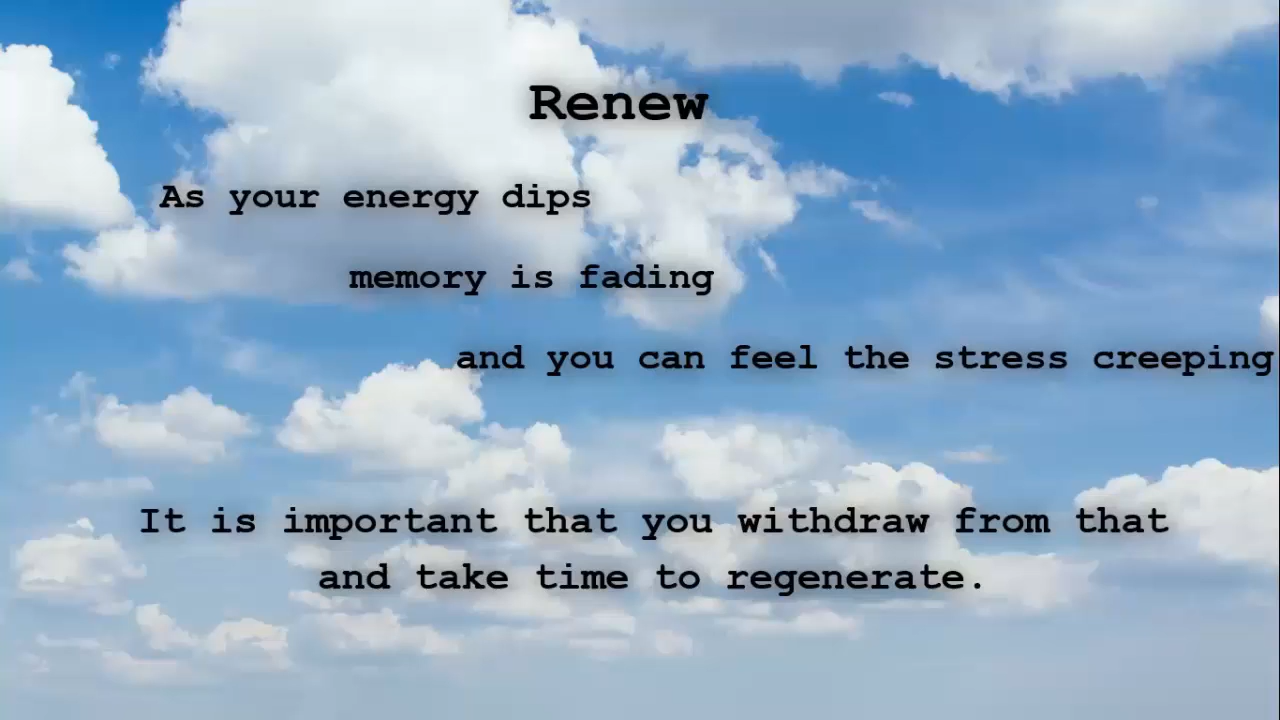 Renew
As your energy dips
memory is fading
and you can feel the stress creeping
It is important that you withdraw from that
and take time to regenerate.